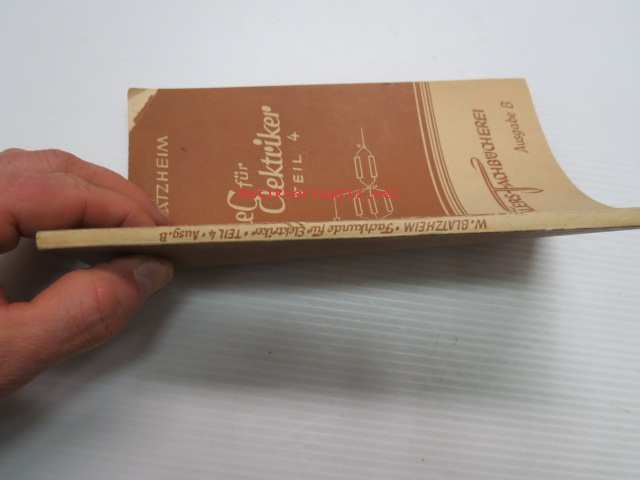 ATZHEIM
für
Elektriker
TEIL 4
FACHBÜCHEREI
Ausgabe B
W. BLATZHEIM • Fachkunde für Elektriker • TEIL 4 • Ausg. B